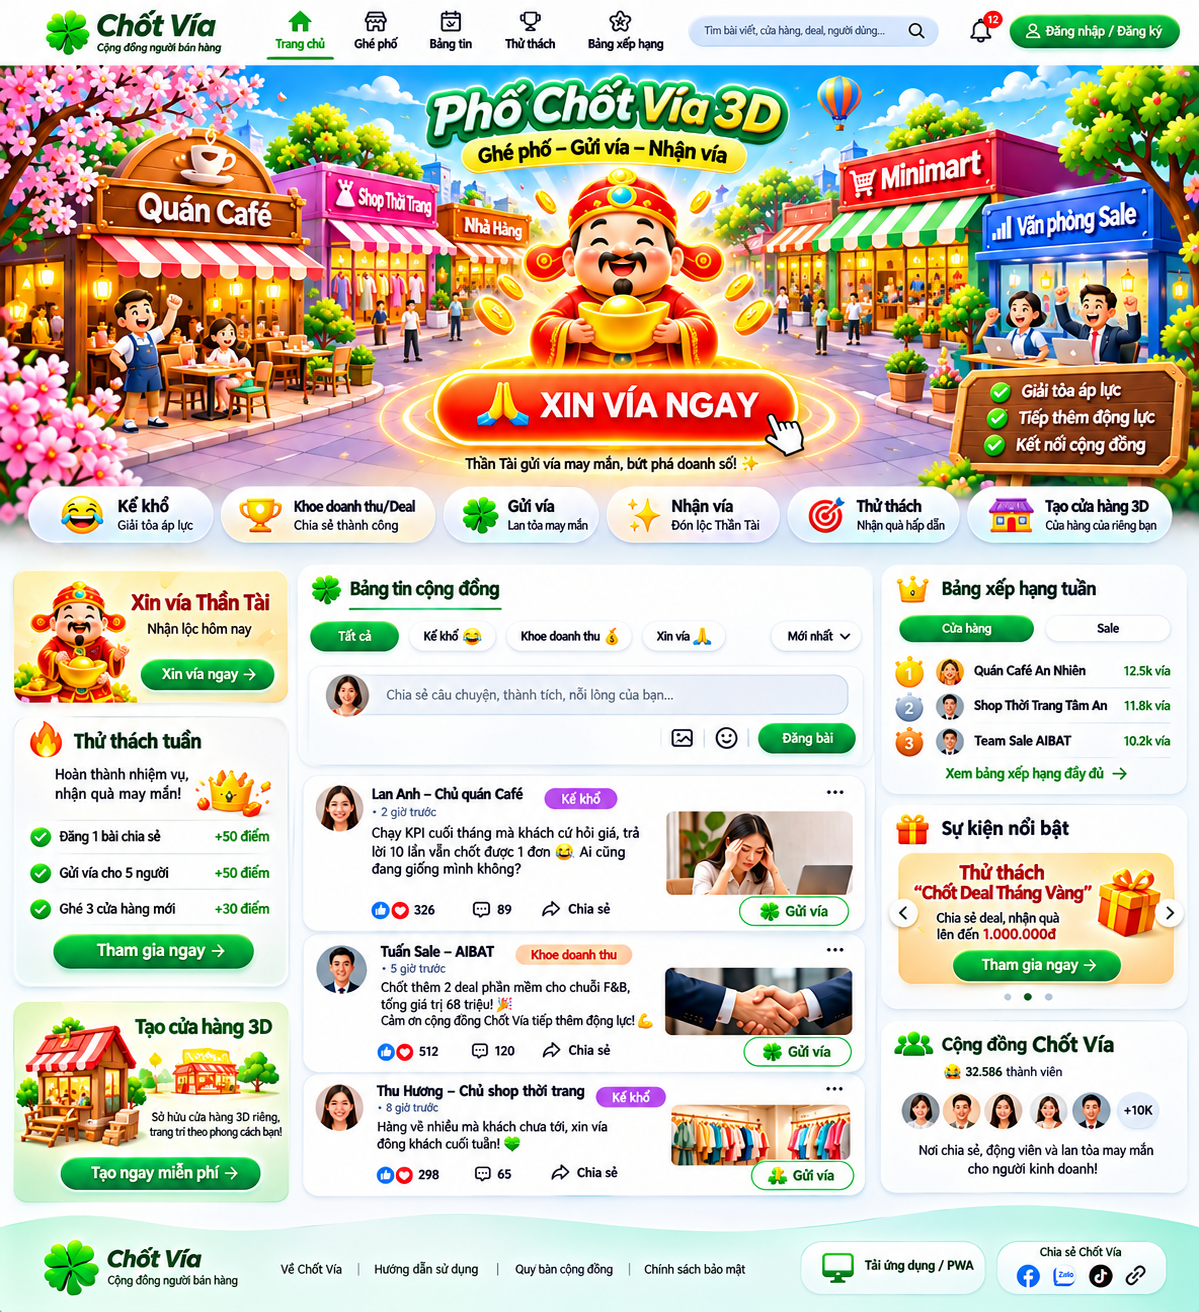 Chốt Vía
Cộng đồng người bán hàng
Trang chủ
Ghé phố
Bảng tin
Thử thách
Bảng xếp hạng
Tìm bài viết, cửa hàng, deal, người dùng...
12
Đăng nhập / Đăng ký
Phố Chốt Vía 3D
Ghé phố – Gửi vía – Nhận vía
Quán Café
Shop Thời Trang
Nhà Hàng
Minimart
Văn phòng Sale
XIN VÍA NGAY
Thần Tài gửi vía may mắn, bứt phá doanh số!
Giải tỏa áp lực
Tiếp thêm động lực
Kết nối cộng đồng
Kể khổ
Giải tỏa áp lực
Khoe doanh thu/Deal
Chia sẻ thành công
Gửi vía
Lan tỏa may mắn
Nhận vía
Đón lộc Thần Tài
Thử thách
Nhận quà hấp dẫn
Tạo cửa hàng 3D
Cửa hàng của riêng bạn
Xin vía Thần Tài
Nhận lộc hôm nay
Xin vía ngay →
Thử thách tuần
Hoàn thành nhiệm vụ,
nhận quà may mắn!
Đăng 1 bài chia sẻ +50 điểm
Gửi vía cho 5 người +50 điểm
Ghé 3 cửa hàng mới +30 điểm
Tham gia ngay →
Tạo cửa hàng 3D
Sở hữu cửa hàng 3D riêng,
trang trí theo phong cách bạn!
Tạo ngay miễn phí →
Bảng tin cộng đồng
Tất cả
Kể khổ 😂
Khoe doanh thu 💰
Xin vía 🙏
Mới nhất
Chia sẻ câu chuyện, thành tích, nỗi lòng của bạn...
Đăng bài
Lan Anh – Chủ quán Café
Kể khổ
• 2 giờ trước
Chạy KPI cuối tháng mà khách cứ hỏi giá, trả
lời 10 lần vẫn chốt được 1 đơn 😂. Ai cũng
đang giống mình không?
326
89
Chia sẻ
Gửi vía
Tuấn Sale – AIBAT
Khoe doanh thu
• 5 giờ trước
Chốt thêm 2 deal phần mềm cho chuỗi F&B,
tổng giá trị 68 triệu! 🎉
Cảm ơn cộng đồng Chốt Vía tiếp thêm động lực! 💪
512
120
Chia sẻ
Gửi vía
Thu Hương – Chủ shop thời trang
Kể khổ
• 8 giờ trước
Hàng về nhiều mà khách chưa tới, xin vía
đông khách cuối tuần! 💚
298
65
Chia sẻ
Gửi vía
Bảng xếp hạng tuần
Cửa hàng
Sale
1 Quán Café An Nhiên 12.5k vía
2 Shop Thời Trang Tâm An 11.8k vía
3 Team Sale AIBAT 10.2k vía
Xem bảng xếp hạng đầy đủ →
Sự kiện nổi bật
Thử thách
“Chốt Deal Tháng Vàng”
Chia sẻ deal, nhận quà
lên đến 1.000.000đ
Tham gia ngay →
Cộng đồng Chốt Vía
😂 32.586 thành viên
+10K
Nơi chia sẻ, động viên và lan tỏa may mắn
cho người kinh doanh!
Chốt Vía
Cộng đông người bán hàng
Về Chốt Vía | Hướng dẫn sử dụng | Quy bàn cộng đồng | Chính sách bảo mật
Tải ứng dụng / PWA
Chia sẻ Chốt Vía
Zalo